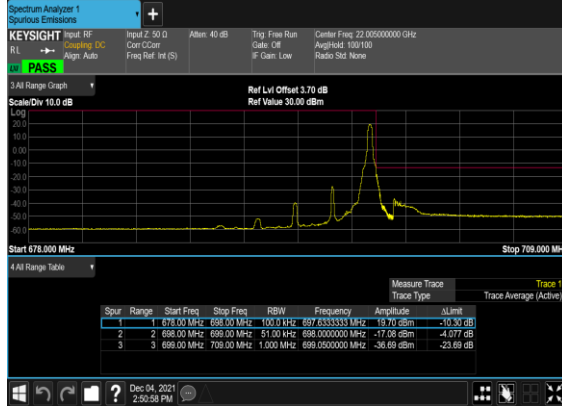 Spectrum Analyzer 1
Spurious Emissions
+
KEYSIGHT Input: RF Input Z: 50 Ω Atten: 40 dB Trig: Free Run Center Freq: 22.005000000 GHz
RL Coupling: DC Corr CCorr Gate: Off Avg|Hold: 100/100
Align: Auto Freq Ref: Int (S) IF Gain: Low Radio Std: None
PASS
3 All Range Graph
Ref Lvl Offset 3.70 dB
Scale/Div 10.0 dB Ref Value 30.00 dBm
Log
20.0
10.0
0.00
-10.0
-20.0
-30.0
-40.0
-50.0
-60.0
Start 678.000 MHz Stop 709.000 MH
4 All Range Table
Measure Trace Trace 1
Trace Type Trace Average (Active)
Spur Range Start Freq Stop Freq RBW Frequency Amplitude ΔLimit
1 1 678.00 MHz 698.00 MHz 100.0 kHz 697.6333333 MHz 19.70 dBm -10.30 dB
2 2 698.00 MHz 699.00 MHz 51.00 kHz 698.0000000 MHz -17.08 dBm -4.077 dB
3 3 699.00 MHz 709.00 MHz 1.000 MHz 699.0500000 MHz -36.69 dBm -23.69 dB
? Dec 04, 2021
2:50:58 PM